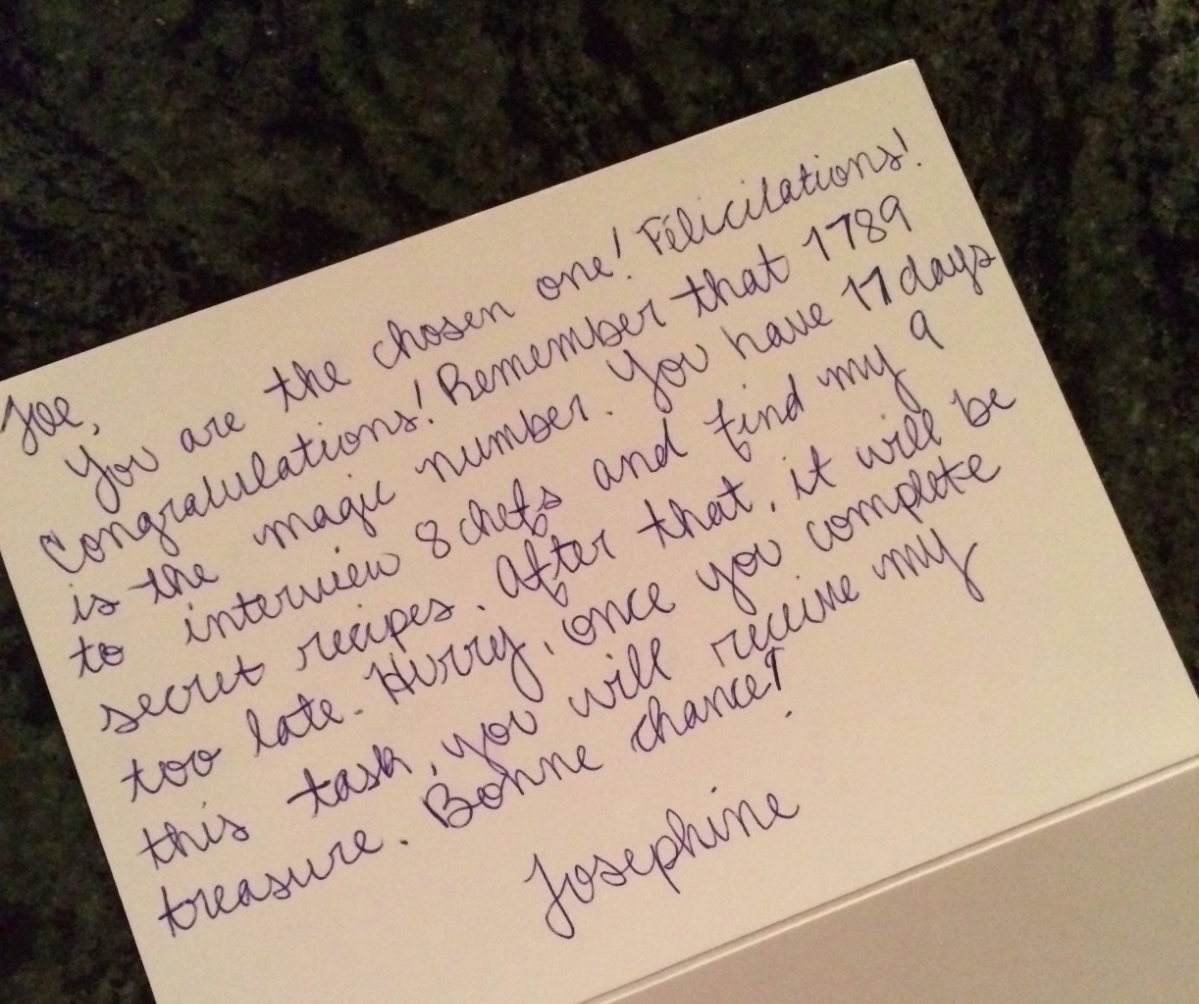 Joe,
You are the chosen one! Félicitations!
Congratulations! Remember that 1789
is the magic number. You have 17 days
to interview 8 chefs and find my 9
secret recipes. After that, it will be
too late. Hurry, once you complete
this task, you will receive my
treasure. Bonne chance!
Josephine